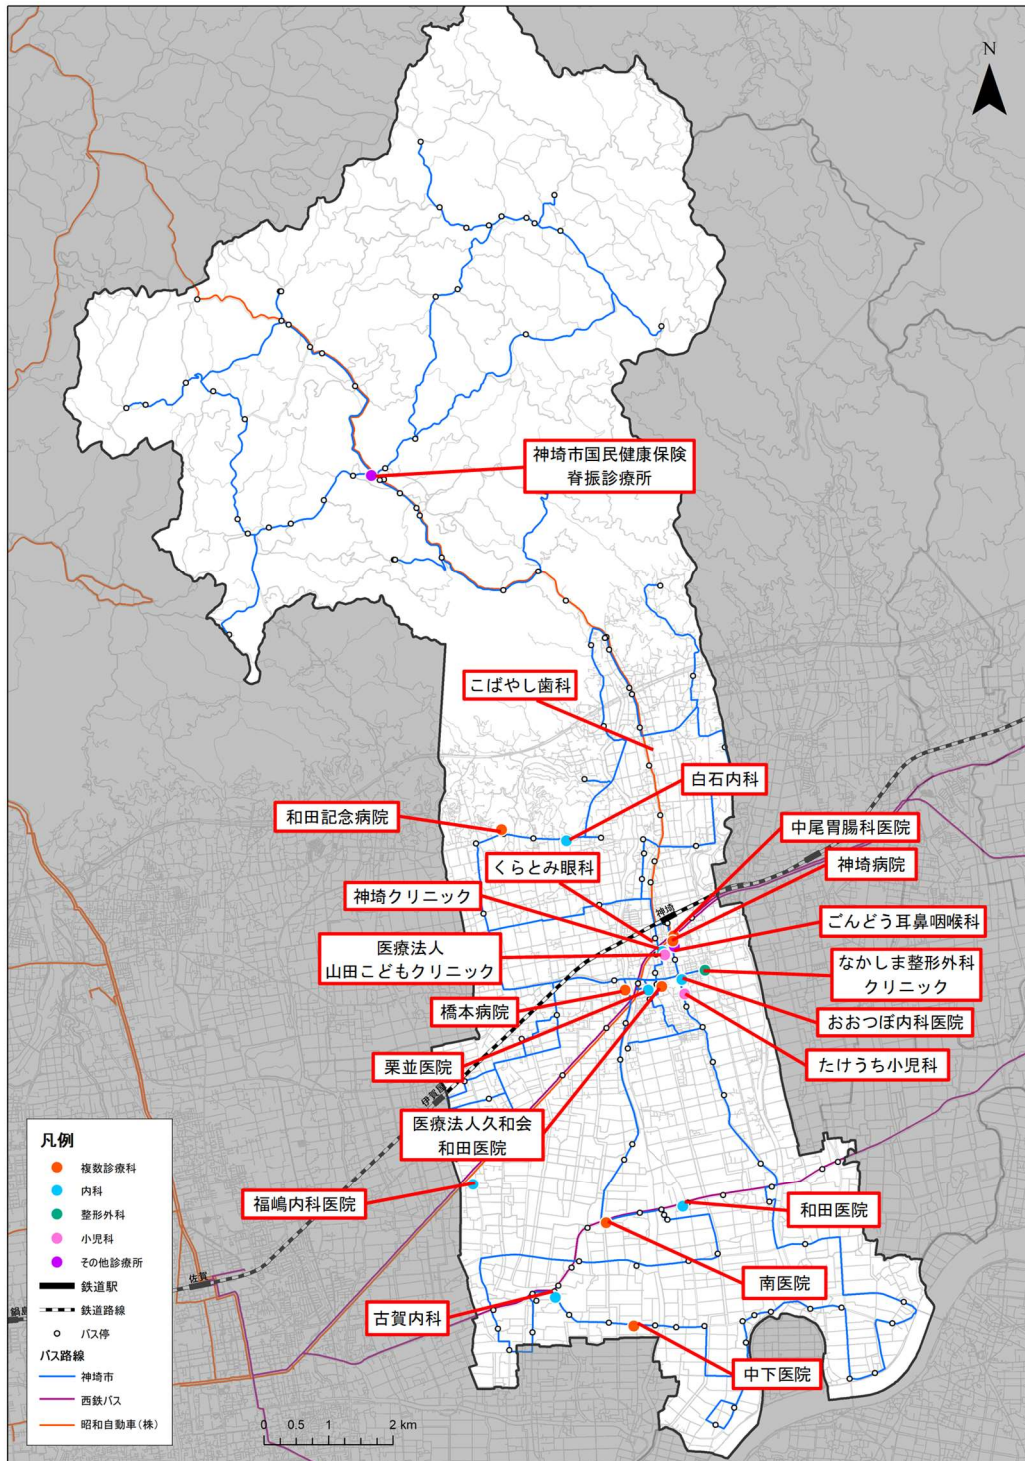 N
神埼市国民健康保険
脊振診療所
こばやし歯科
白石内科
和田記念病院
中尾胃腸科医院
くらとみ眼科
神埼病院
神埼クリニック
神埼
ごんどう耳鼻咽喉科
医療法人
山田こどもクリニック
なかしま整形外科
クリニック
橋本病院
おおつぼ内科医院
栗並医院
たけうち小児科
伊賀屋
医療法人久和会
和田医院
福嶋内科医院
和田医院
南医院
古賀内科
中下医院
佐賀
鍋島
凡例
複数診療科
内科
整形外科
小児科
その他診療所
鉄道駅
鉄道路線
バス停
バス路線
神埼市
西鉄バス
昭和自動車(株)
0 0.5 1 2 km